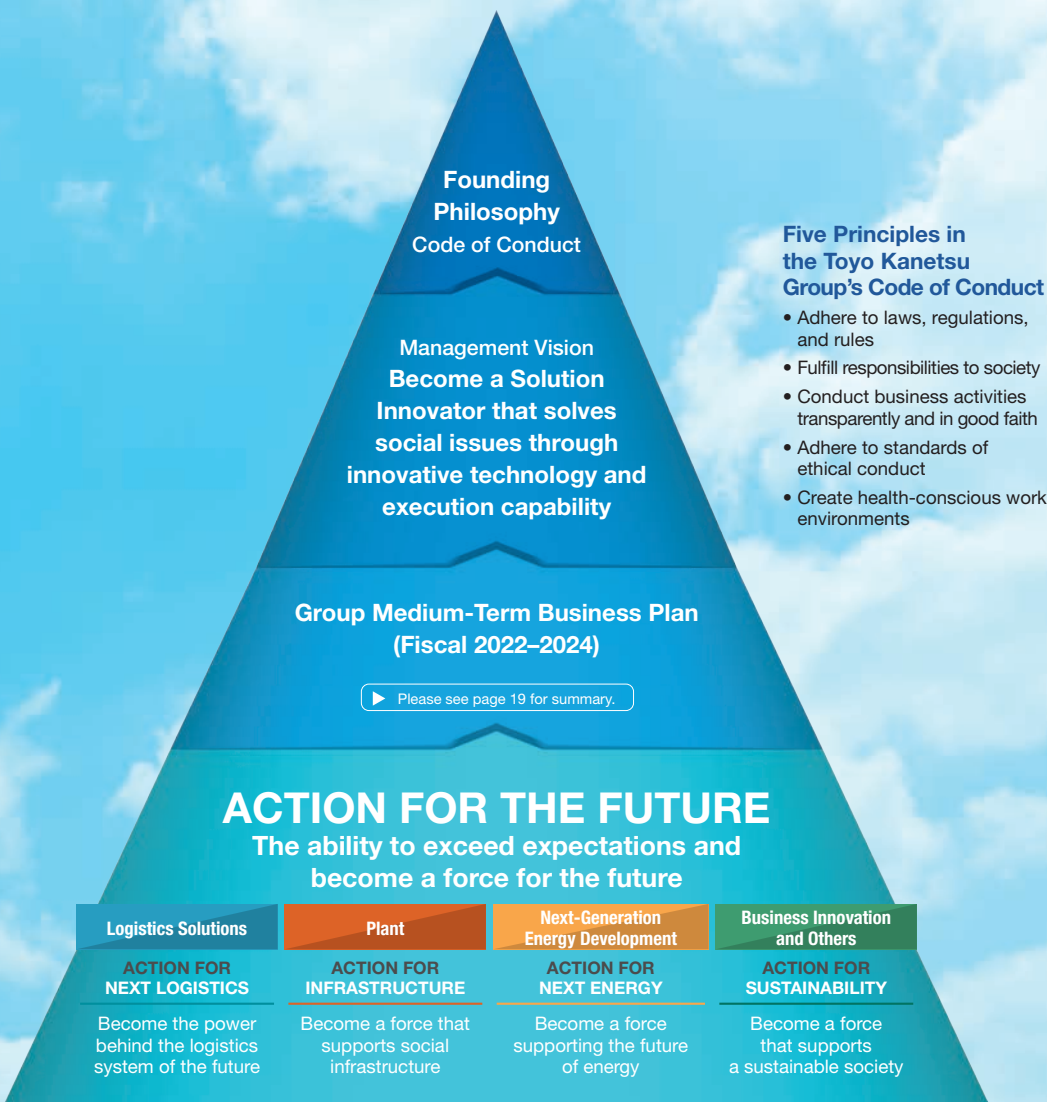 Founding
Philosophy
Code of Conduct
Management Vision
Become a Solution
Innovator that solves
social issues through
innovative technology and
execution capability
Group Medium-Term Business Plan
(Fiscal 2022–2024)
▶ Please see page 19 for summary.
ACTION FOR THE FUTURE
The ability to exceed expectations and
become a force for the future
Logistics Solutions
ACTION FOR
NEXT LOGISTICS
Become the power
behind the logistics
system of the future
Plant
ACTION FOR
INFRASTRUCTURE
Become a force that
supports social
infrastructure
Next-Generation
Energy Development
ACTION FOR
NEXT ENERGY
Become a force
supporting the future
of energy
Business Innovation
and Others
ACTION FOR
SUSTAINABILITY
Become a force
that supports
a sustainable society
Five Principles in
the Toyo Kanetsu
Group’s Code of Conduct
• Adhere to laws, regulations,
and rules
• Fulfill responsibilities to society
• Conduct business activities
transparently and in good faith
• Adhere to standards of
ethical conduct
• Create health-conscious work
environments